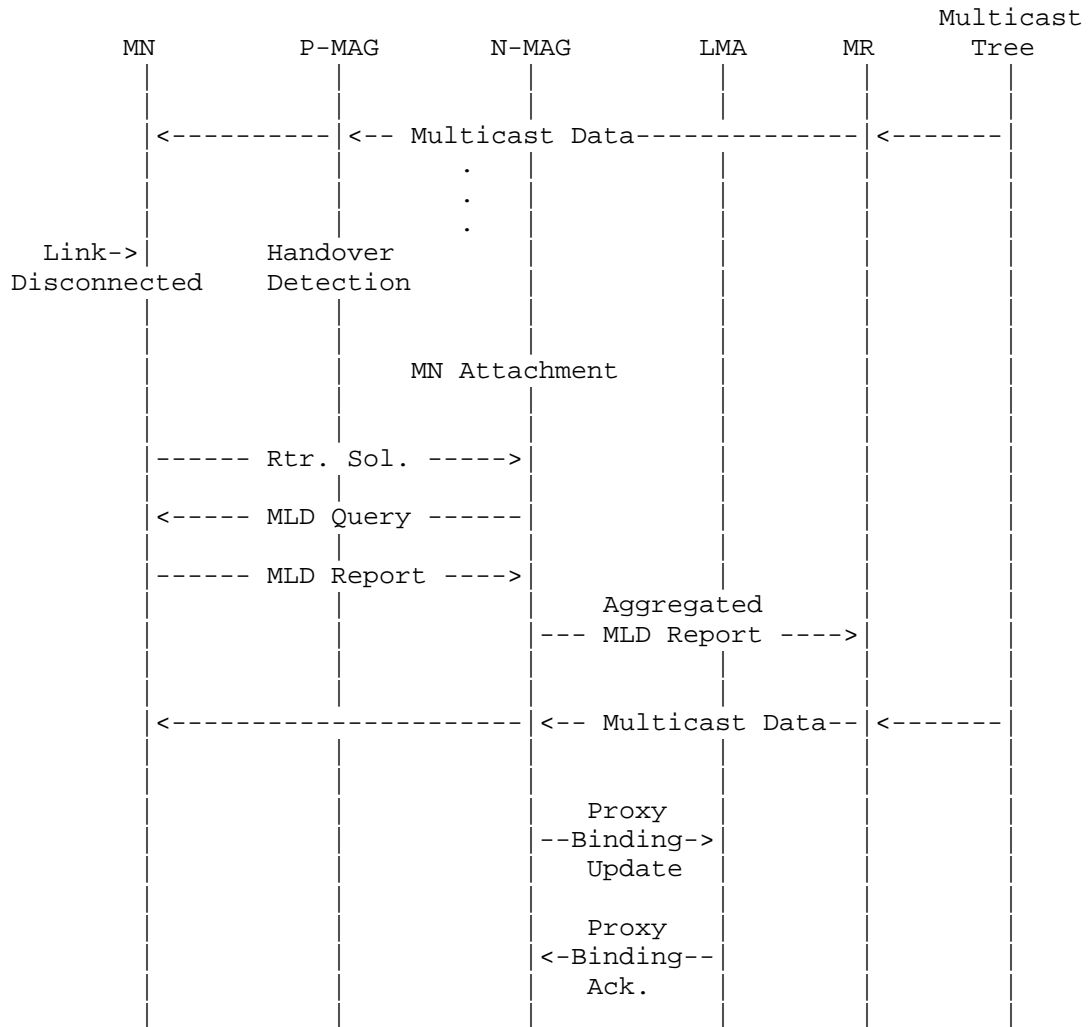 Multicast
MN P-MAG N-MAG LMA MR Tree
|<----------|<-- Multicast Data--------------|<-------|
.
.
.
Link-> Handover
Disconnected Detection
MN Attachment
|------ Rtr. Sol. ----->|
|<----- MLD Query ------|
|------ MLD Report ---->|
Aggregated
|--- MLD Report ---->|
|<----------------------|<-- Multicast Data--|<-------|
Proxy
|--Binding->|
Update
Proxy
|<-Binding--|
Ack.